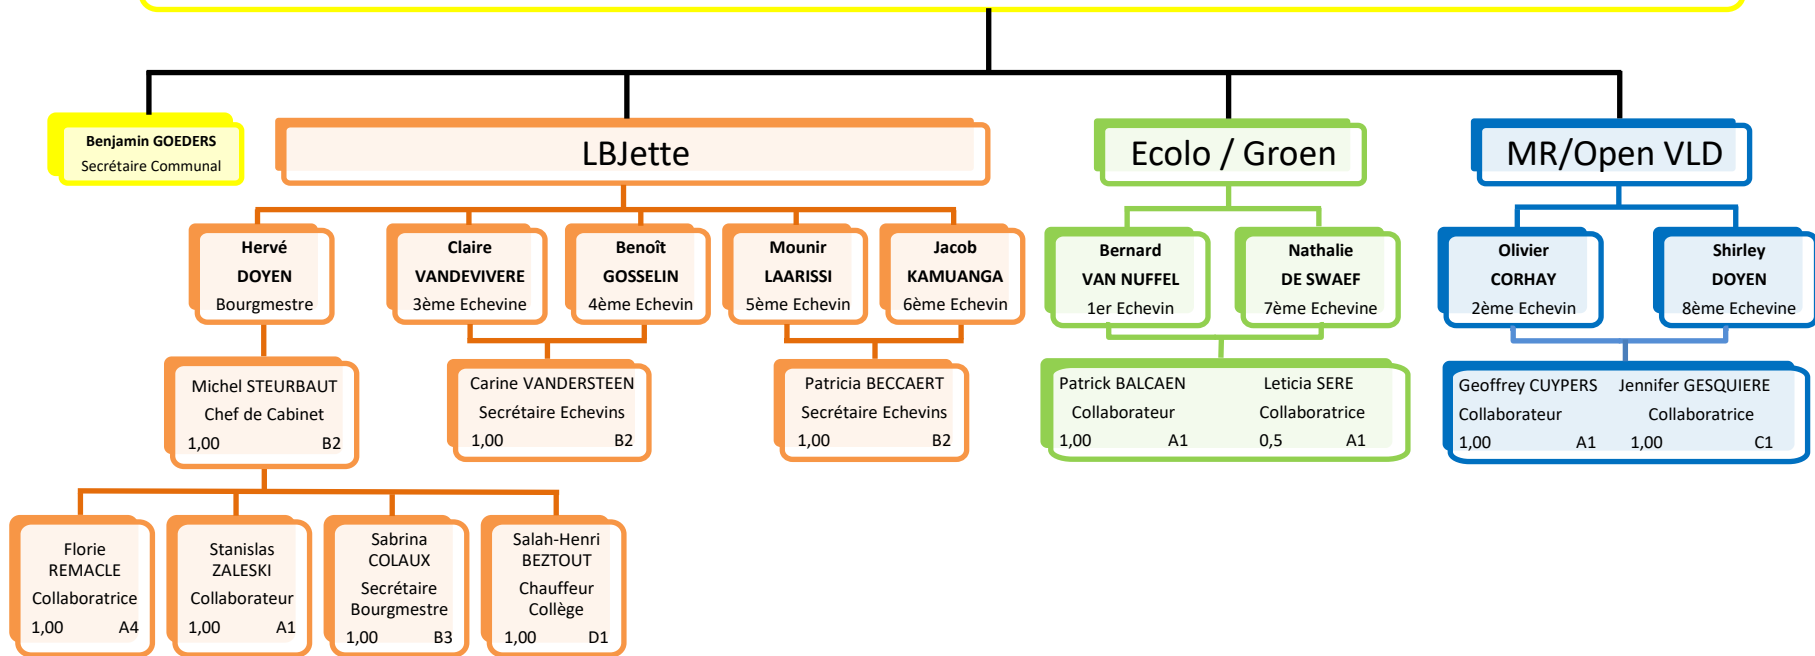 Benjamin GOEDERS
Secrétaire Communal
LBJette
Ecolo / Groen
MR/Open VLD
Hervé
DOYEN
Bourgmestre
Claire
VANDEVIVERE
3ème Echevine
Benoît
GOSSELIN
4ème Echevin
Mounir
LAARISSI
5ème Echevin
Jacob
KAMUANGA
6ème Echevin
Bernard
VAN NUFFEL
1er Echevin
Nathalie
DE SWAEF
7ème Echevine
Olivier
CORHAY
2ème Echevin
Shirley
DOYEN
8ème Echevine
Michel STEURBAUT
Chef de Cabinet
1,00 B2
Carine VANDERSTEEN
Secrétaire Echevins
1,00 B2
Patricia BECCAERT
Secrétaire Echevins
1,00 B2
Patrick BALCAEN Leticia SERE
Collaborateur Collaboratrice
1,00 A1 0,5 A1
Geoffrey CUYPERS Jennifer GESQUIERE
Collaborateur Collaboratrice
1,00 A1 1,00 C1
Florie
REMACLE
Collaboratrice
1,00 A4
Stanislas
ZALESKI
Collaborateur
1,00 A1
Sabrina
COLAUX
Secrétaire
Bourgmestre
1,00 B3
Salah-Henri
BEZTOUT
Chauffeur
Collège
1,00 D1